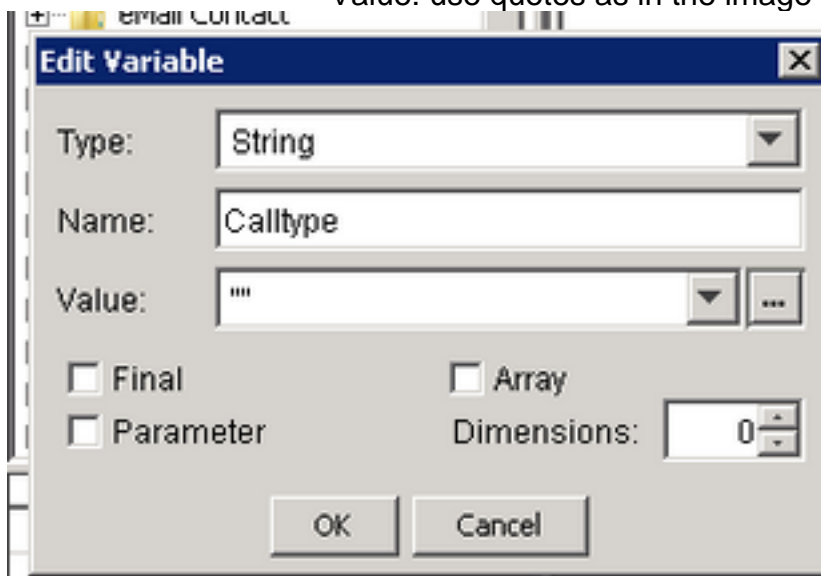 Value: use quotes as in the image
eMail Contact
Edit Variable
Type: String
Name: Calltype
Value: "" ...
Final Array
Parameter Dimensions: 0
OK Cancel